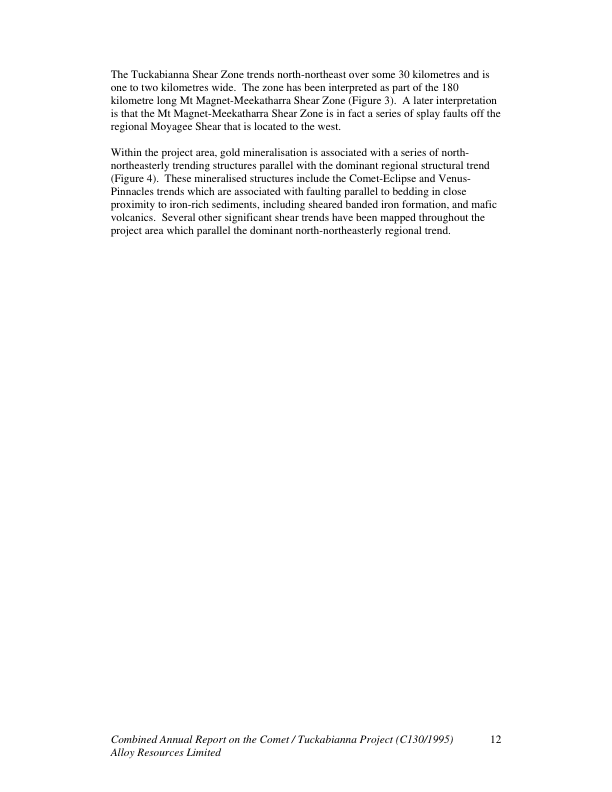 The Tuckabianna Shear Zone trends north-northeast over some 30 kilometres and is
one to two kilometres wide.  The zone has been interpreted as part of the 180
kilometre long Mt Magnet-Meekatharra Shear Zone (Figure 3).  A later interpretation
is that the Mt Magnet-Meekatharra Shear Zone is in fact a series of splay faults off the
regional Moyagee Shear that is located to the west.

Within the project area, gold mineralisation is associated with a series of north-
northeasterly trending structures parallel with the dominant regional structural trend
(Figure 4).  These mineralised structures include the Comet-Eclipse and Venus-
Pinnacles trends which are associated with faulting parallel to bedding in close
proximity to iron-rich sediments, including sheared banded iron formation, and mafic
volcanics.  Several other significant shear trends have been mapped throughout the
project area which parallel the dominant north-northeasterly regional trend.

Combined Annual Report on the Comet / Tuckabianna Project (C130/1995) 12
Alloy Resources Limited